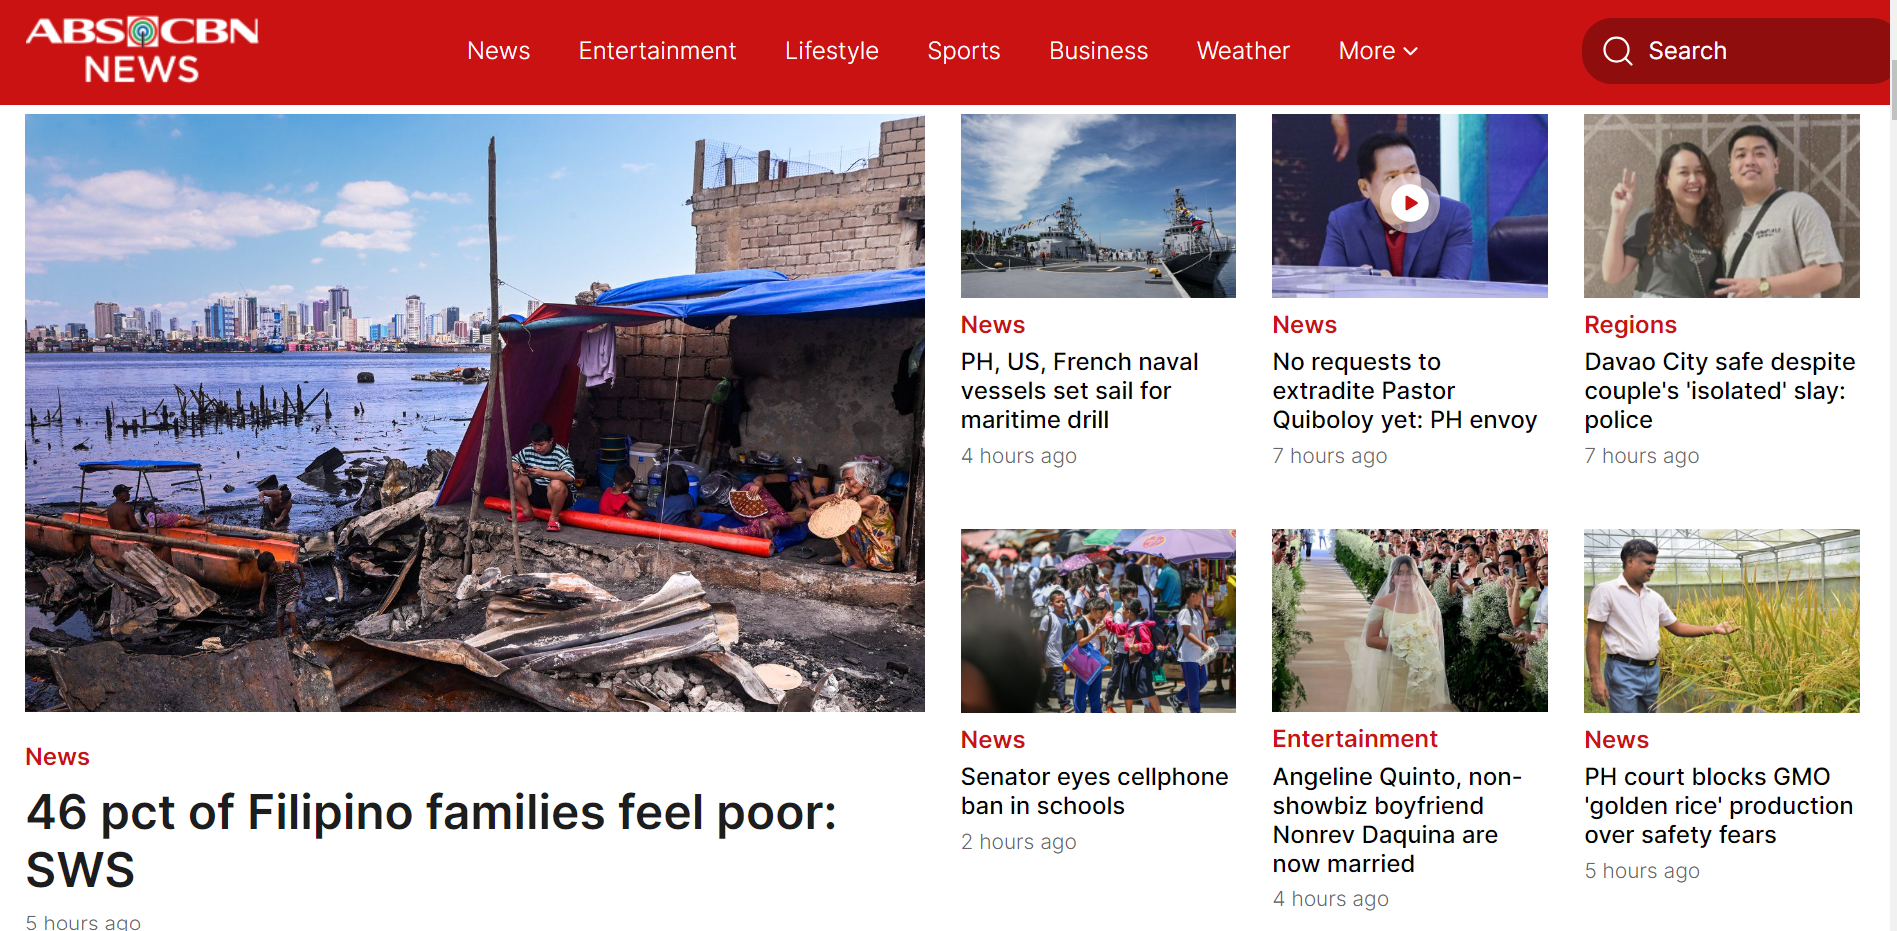 ABS-CBN
NEWS
News
Entertainment
Lifestyle
Sports
Business
Weather
More
Search
News
46 pct of Filipino families feel poor:
SWS
5 hours ago
News
PH, US, French naval
vessels set sail for
maritime drill
4 hours ago
News
No requests to
extradite Pastor
Quiboloy yet: PH envoy
7 hours ago
Regions
Davao City safe despite
couple's 'isolated' slay:
police
7 hours ago
News
Senator eyes cellphone
ban in schools
2 hours ago
Entertainment
Angeline Quinto, non-
showbiz boyfriend
Nonrev Daquina are
now married
4 hours ago
News
PH court blocks GMO
'golden rice' production
over safety fears
5 hours ago